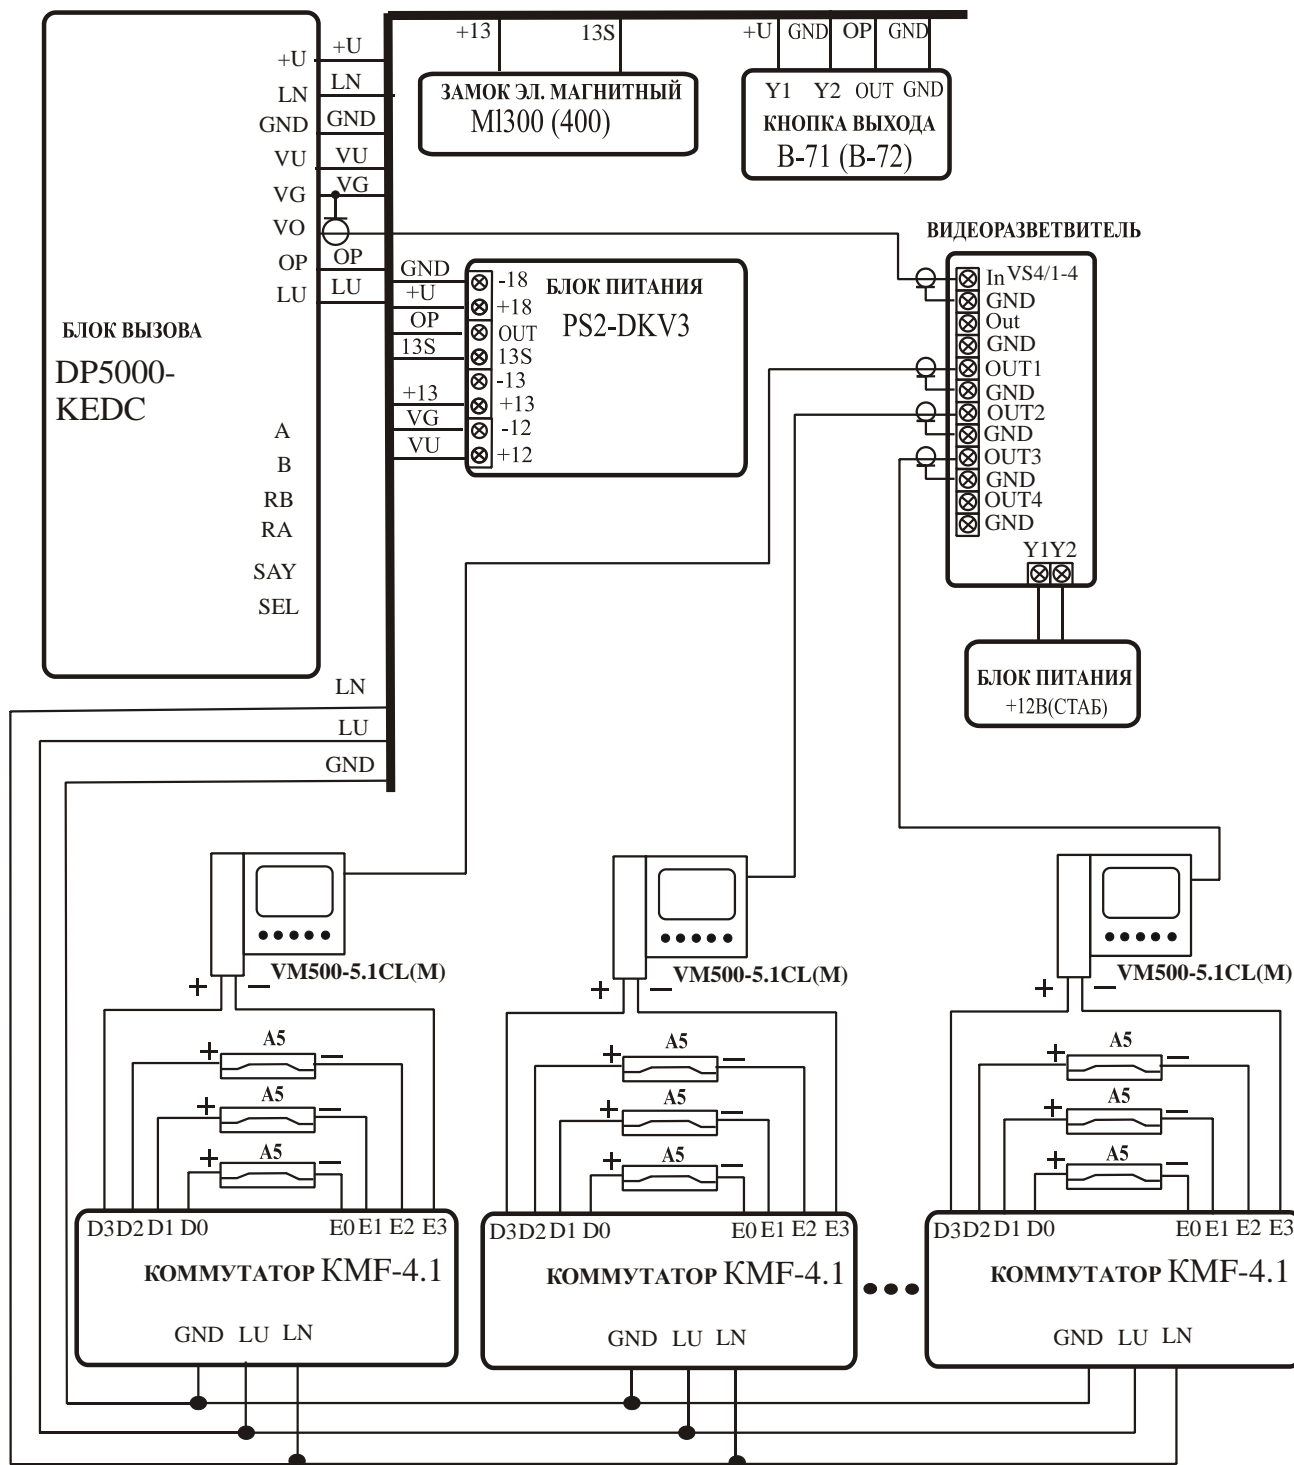 +U
LN
GND
VU
VG
VO
OP
LU
БЛОК ВЫЗОВА
DP5000-
KEDC
A
B
RB
RA
SAY
SEL
+U
LN
GND
VU
VG
OP
LU
+13
13S
ЗАМОК ЭЛ. МАГНИТНЫЙ
Ml300 (400)
+U
GND
OP
GND
Y1
Y2
OUT
GND
КНОПКА ВЫХОДА
B-71 (B-72)
GND
+U
OP
13S
+13
VG
VU
-18
+18
OUT
13S
-13
+13
-12
+12
БЛОК ПИТАНИЯ
PS2-DKV3
ВИДЕОРАЗВЕТВИТЕЛЬ
In VS4/1-4
GND
Out
GND
OUT1
GND
OUT2
GND
OUT3
GND
OUT4
GND
Y1Y2
БЛОК ПИТАНИЯ
+12В(СТАБ)
LN
LU
GND
VM500-5.1CL(M)
+
–
+ A5 –
+ A5 –
+ A5 –
D3 D2 D1 D0 E0 E1 E2 E3
КОММУТАТОР KMF-4.1
GND LU LN
VM500-5.1CL(M)
+
–
+ A5 –
+ A5 –
+ A5 –
D3 D2 D1 D0 E0 E1 E2 E3
КОММУТАТОР KMF-4.1
GND LU LN
VM500-5.1CL(M)
+
–
+ A5 –
+ A5 –
+ A5 –
D3 D2 D1 D0 E0 E1 E2 E3
КОММУТАТОР KMF-4.1
GND LU LN